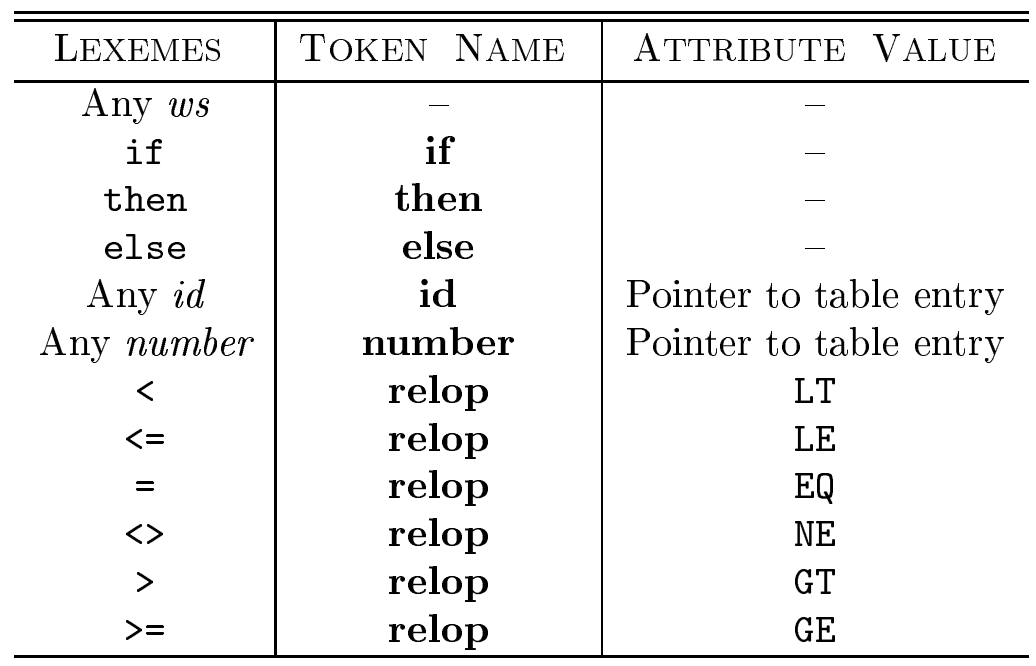 LEXEMES TOKEN NAME ATTRIBUTE VALUE
Any ws – –
if if –
then then –
else else –
Any id id Pointer to table entry
Any number number Pointer to table entry
< relop LT
<= relop LE
= relop EQ
<> relop NE
> relop GT
>= relop GE